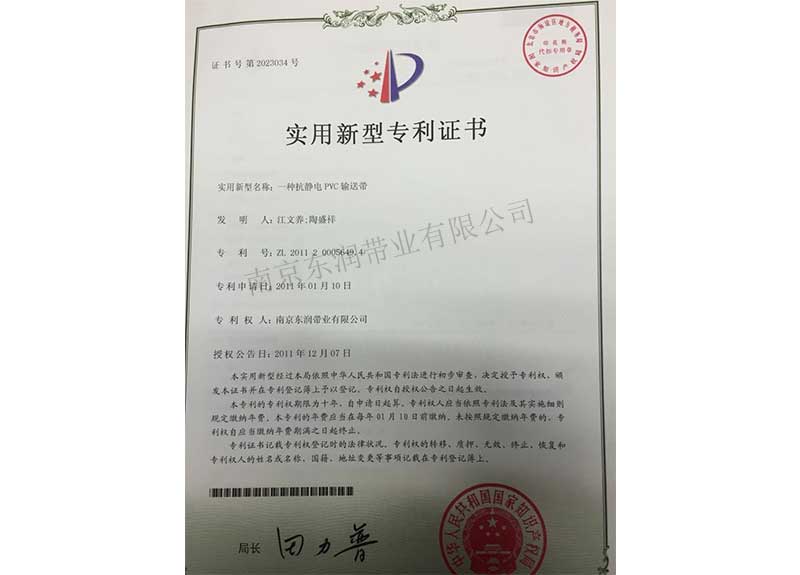 证书号第2023034号
实用新型专利证书
实用新型名称：一种抗静电PVC输送带
发 明 人：江文养;陶盛祥
专 利 号：ZL 2011 2 0005649.4
专利申请日：2011年01月10日
专 利 权 人：南京东润带业有限公司
授权公告日：2011年12月07日
本实用新型经过本局依照中华人民共和国专利法进行初步审查，决定授予专利权，颁
发本证书并在专利登记簿上予以登记。专利权自授权公告之日起生效。
本专利的专利权期限为十年，自申请日起算。专利权人应当依照专利法及其实施细则
规定缴纳年费。本专利的年费应当在每年01月10日前缴纳。未按照规定缴纳年费的，专
利权自应当缴纳年费期满之日起终止。
专利证书记载专利权登记时的法律状况。专利权的转移、质押、无效、终止、恢复和
专利权人的姓名或名称、国籍、地址变更等事项记载在专利登记簿上。
局长 田力普
中华人民共和国国家知识产权局
南京东润带业有限公司